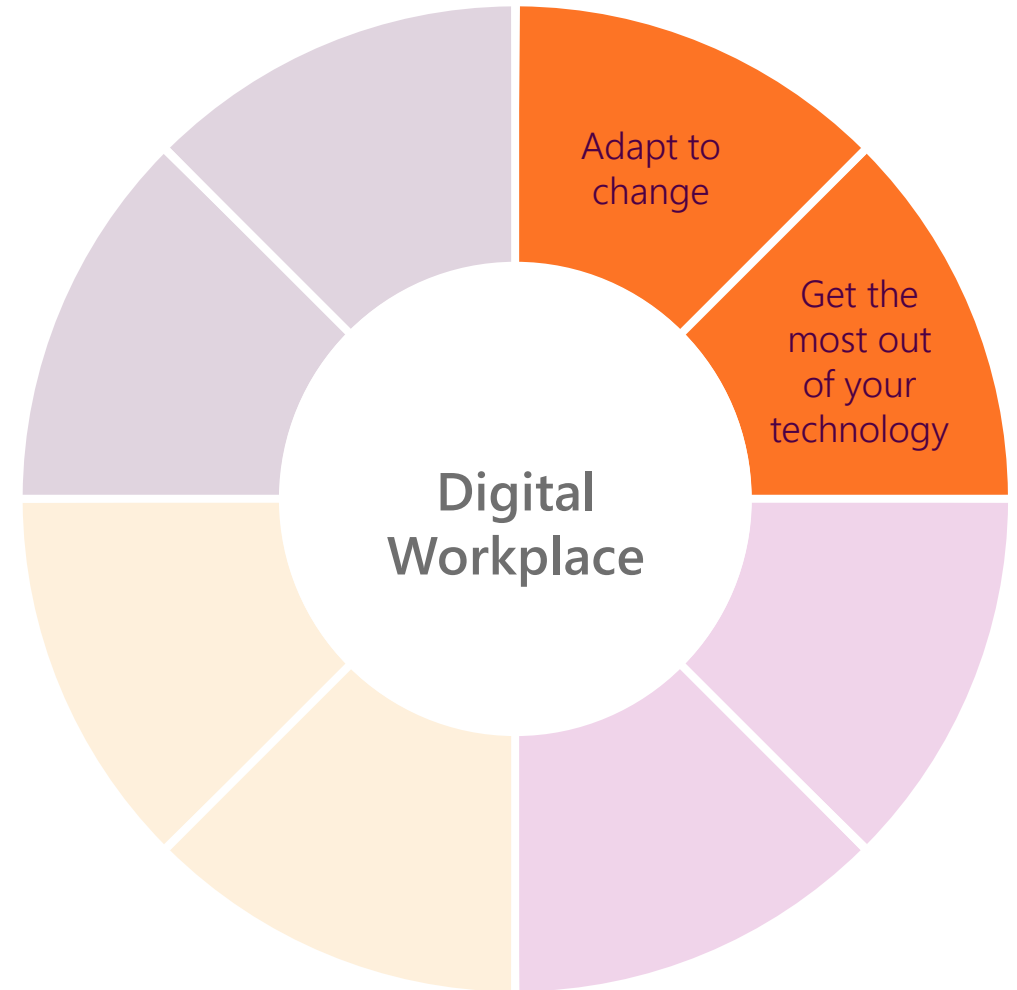 Adapt to
change
Get the
most out
of your
technology
Digital
Workplace